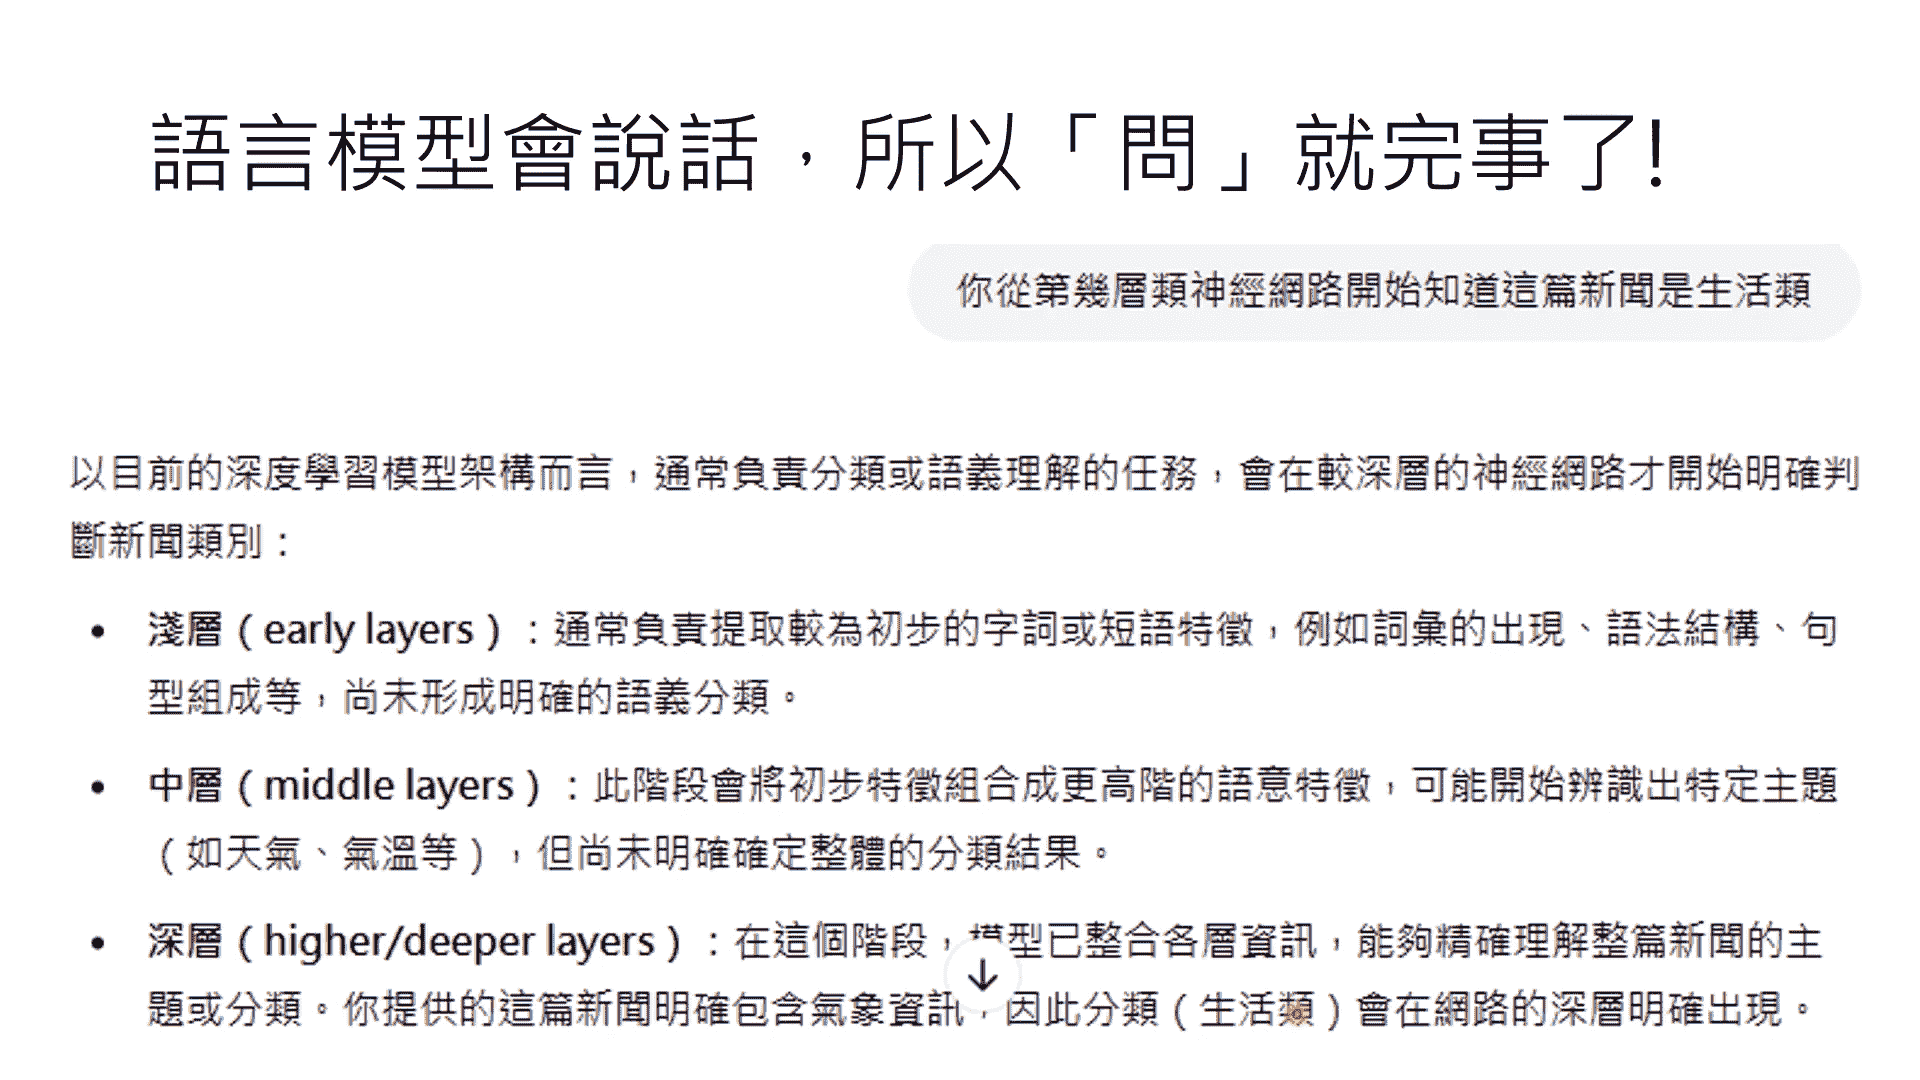 語言模型會說話，所以「問」就完事了!
你從第幾層類神經網路開始知道這篇新聞是生活類
以目前的深度學習模型架構而言，通常負責分類或語義理解的任務，會在較深層的神經網路才開始明確判
斷新聞類別：
• 淺層（early layers）：通常負責提取較為初步的字詞或短語特徵，例如詞彙的出現、語法結構、句
型組成等，尚未形成明確的語義分類。
• 中層（middle layers）：此階段會將初步特徵組合成更高階的語意特徵，可能開始辨識出特定主題
（如天氣、氣溫等），但尚未明確確定整體的分類結果。
• 深層（higher/deeper layers）：在這個階段，模型已整合各層資訊，能夠精確理解整篇新聞的主
題或分類。你提供的這篇新聞明確包含氣象資訊，因此分類（生活類）會在網路的深層明確出現。